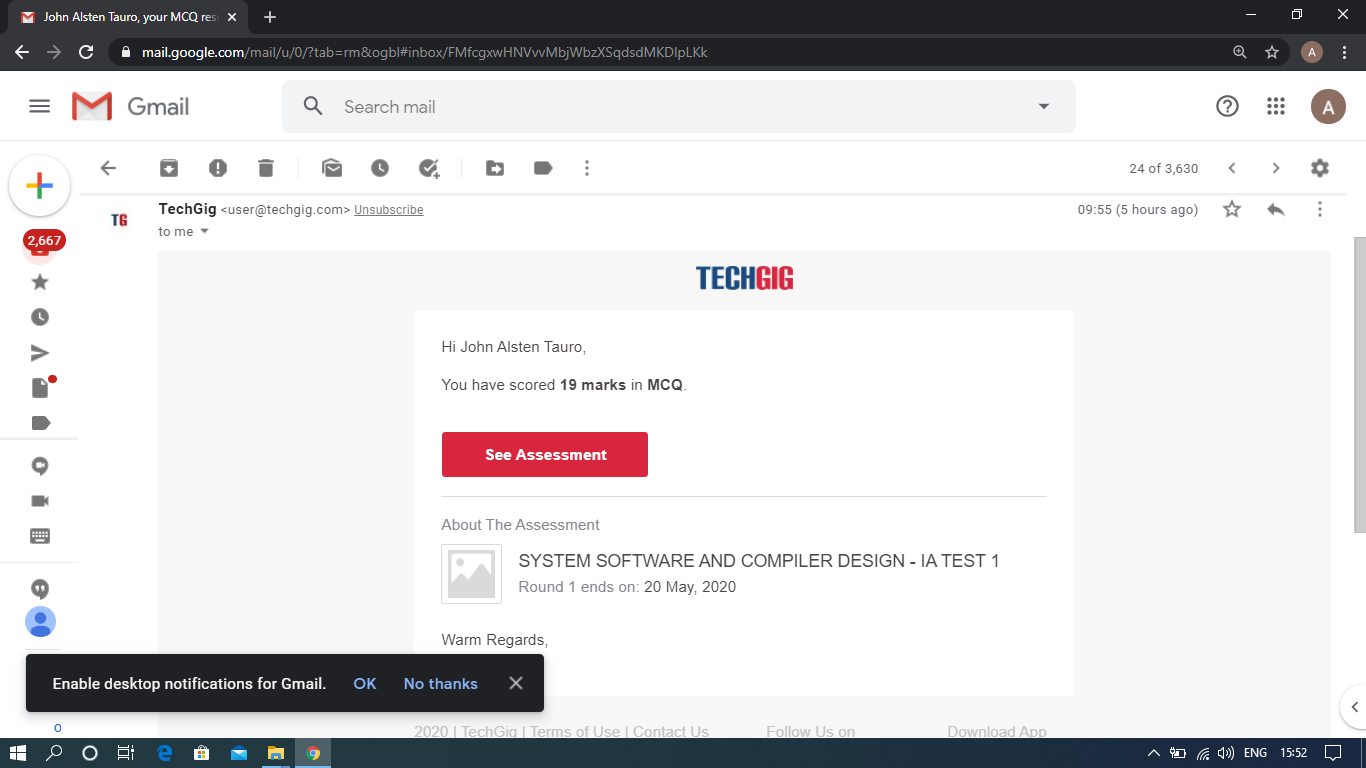 John Alsten Tauro, your MCQ res
mail.google.com/mail/u/0/?tab=rm&ogbl#inbox/FMfcgxwHNVvvMbjWbzXSqdsdMKDlpLKk
A
Gmail
Search mail
A
24 of 3,630
TG
TechGig <user@techgig.com> Unsubscribe
09:55 (5 hours ago)
to me
2,667
TECHGIG
Hi John Alsten Tauro,
You have scored 19 marks in MCQ.
See Assessment
About The Assessment
SYSTEM SOFTWARE AND COMPILER DESIGN - IA TEST 1
Round 1 ends on: 20 May, 2020
Warm Regards,
Enable desktop notifications for Gmail. OK No thanks
0
2020 | TechGig | Terms of Use | Contact Us Follow Us on Download App
ENG 15:52